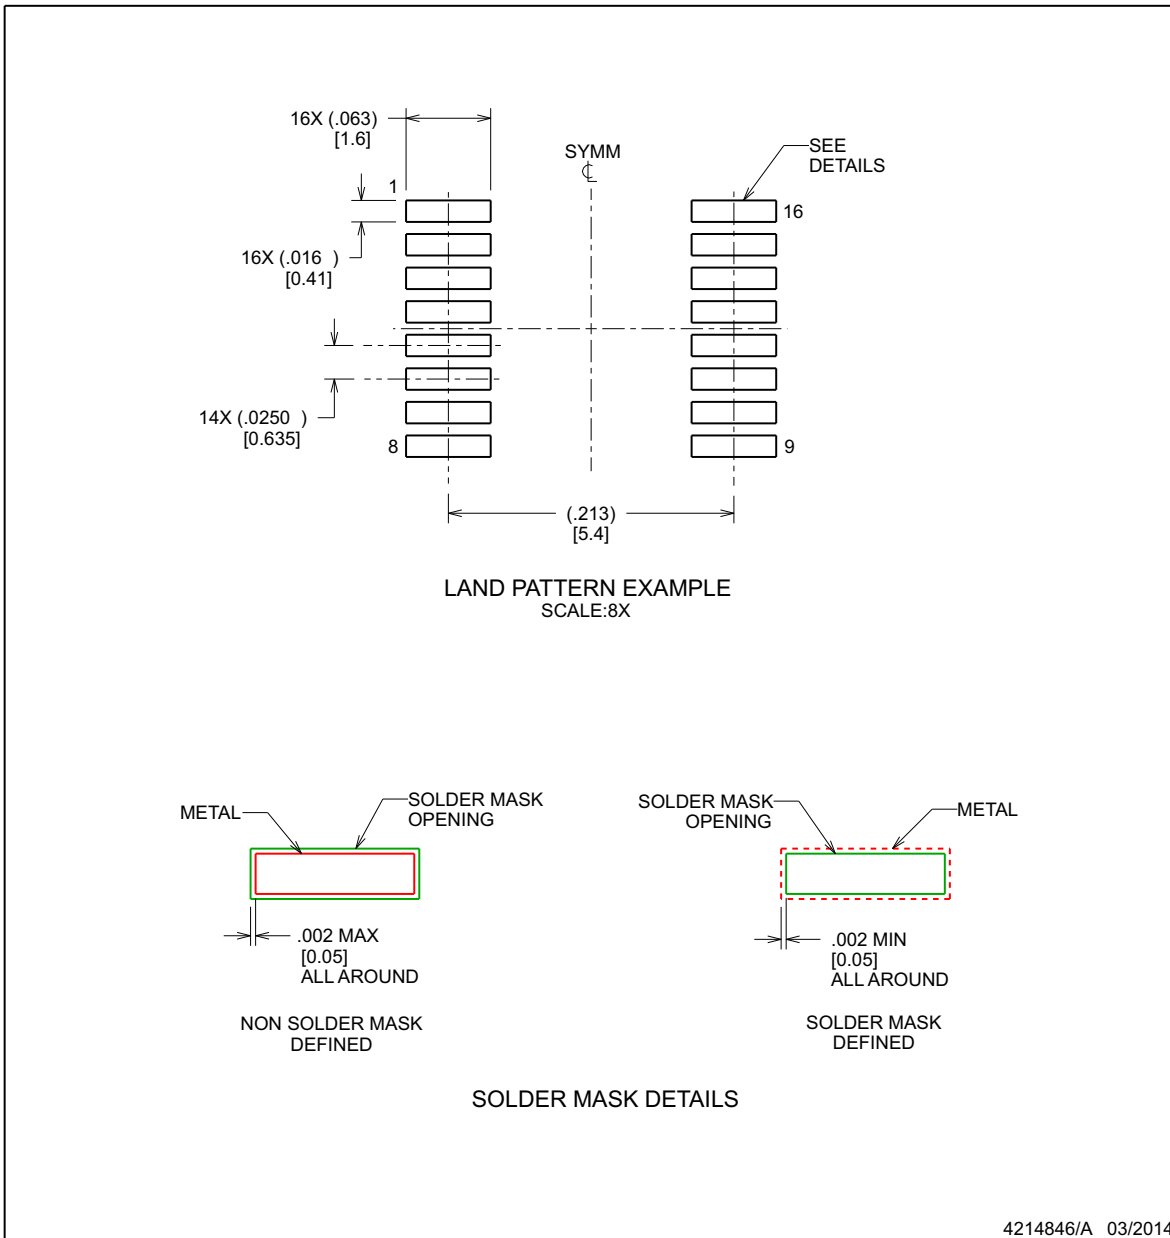 16X (.063)
[1.6]
SYMM
SEE
DETAILS
1
16
16X (.016 )
[0.41]
14X (.0250 )
[0.635]
8
9
(.213)
[5.4]
LAND PATTERN EXAMPLE
SCALE:8X
METAL
SOLDER MASK
OPENING
SOLDER MASK
OPENING
METAL
.002 MAX
[0.05]
ALL AROUND
.002 MIN
[0.05]
ALL AROUND
NON SOLDER MASK
DEFINED
SOLDER MASK
DEFINED
SOLDER MASK DETAILS
4214846/A 03/2014